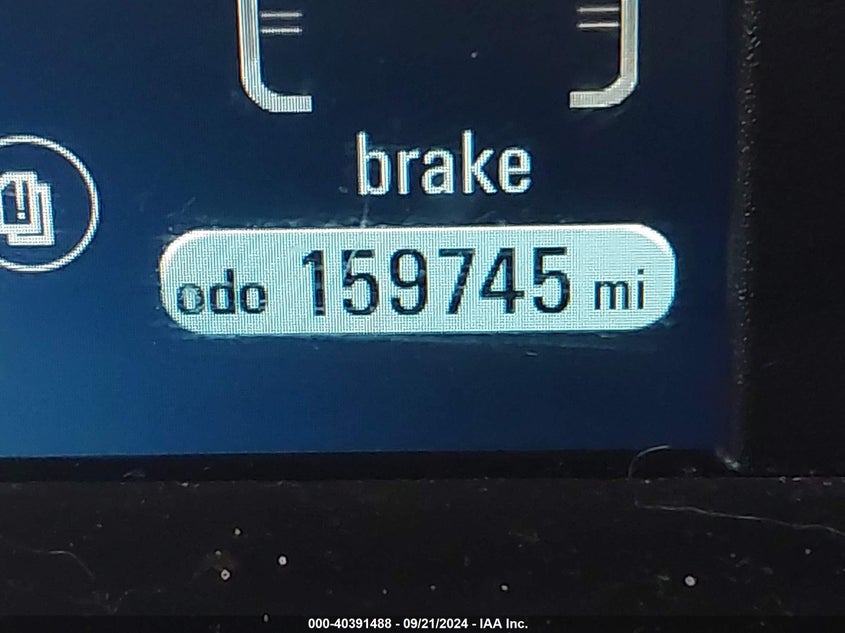 brake
odo 159745 mi
000-40391488 - 09/21/2024 - IAA Inc.